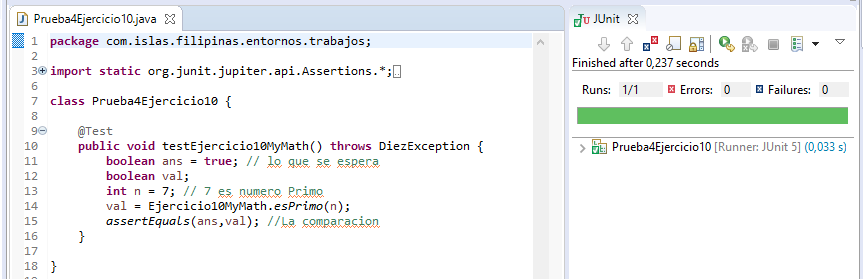 Prueba4Ejercicio10.java
1 package com.islas.filipinas.entornos.trabajos;
2
3 import static org.junit.jupiter.api.Assertions.*;
6
7 class Prueba4Ejercicio10 {
8
9 @Test
10 public void testEjercicio10MyMath() throws DiezException {
11 boolean ans = true; // lo que se espera
12 boolean val;
13 int n = 7; // 7 es numero Primo
14 val = Ejercicio10MyMath.esPrimo(n);
15 assertEquals(ans,val); //La comparacion
16 }
17
18 }
JUnit
Finished after 0,237 seconds
Runs: 1/1 Errors: 0 Failures: 0
Prueba4Ejercicio10 [Runner: JUnit 5] (0,033 s)